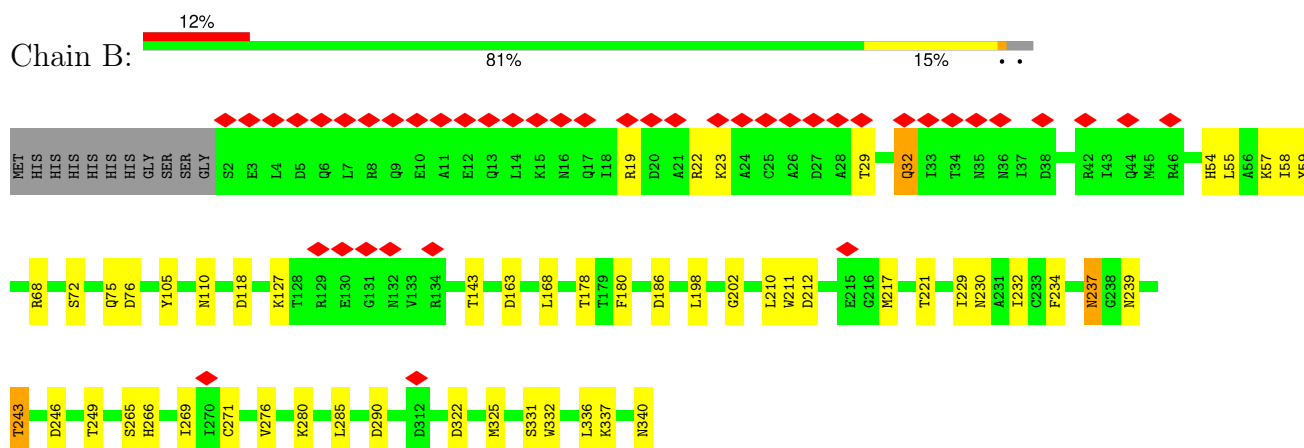 12%
Chain B:
81% 15% • •
MET HIS HIS HIS HIS HIS HIS GLY SER SER GLY S2 E3 L4 D5 Q6 L7 R8 Q9 E10 A11 E12 Q13 L14 K15 N16 Q17 I18 R19 D20 A21 R22 K23 A24 C25 A26 D27 A28 T29 Q32 I33 T34 N35 N36 I37 D38 R42 I43 Q44 M45 R46 H54 L55 A56 K57 I58 Y59
R68 S72 Q75 D76 Y105 N110 D118 K127 T128 R129 E130 G131 N132 V133 R134 T143 D163 L168 T178 T179 F180 D186 L198 G202 L210 W211 D212 E215 G216 M217 T221 I229 N230 A231 I232 C233 F234 N237 G238 N239
T243 D246 T249 S265 H266 I269 I270 C271 V276 K280 L285 D290 D312 D322 M325 S331 W332 L336 K337 N340